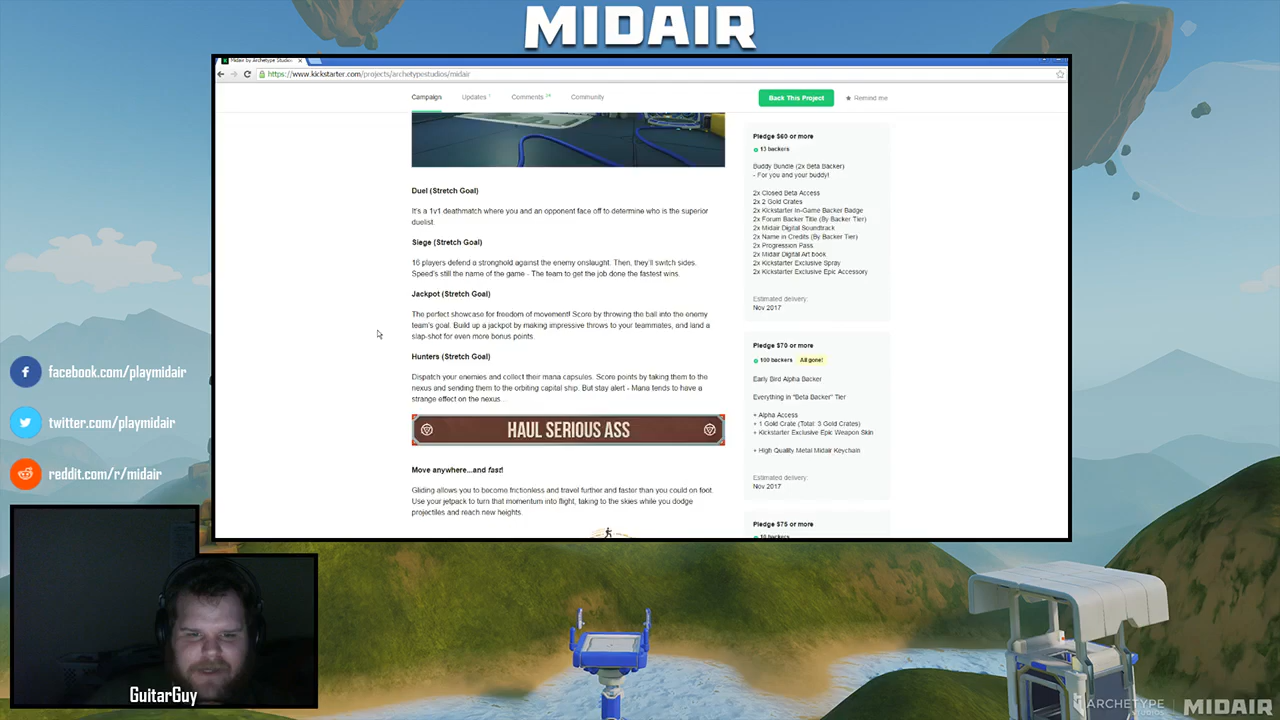 MIDAIR
Midair by Archetype Studios
https://www.kickstarter.com/projects/archetypestudios/midair
Campaign
Updates 1
Comments
Community
Back This Project
Remind me
Duel (Stretch Goal)
It's a 1v1 deathmatch where you and an opponent face off to determine who is the superior
duelist.
Siege (Stretch Goal)
16 players defend a stronghold against the enemy onslaught. Then, they'll switch sides.
Speed's still the name of the game - The team to get the job done the fastest wins.
Jackpot (Stretch Goal)
The perfect showcase for freedom of movement! Score by throwing the ball into the enemy
team's goal. Build up a jackpot by making impressive throws to your teammates, and land a
slap-shot for even more bonus points.
Hunters (Stretch Goal)
Dispatch your enemies and collect their mana capsules. Score points by taking them to the
nexus and sending them to the orbiting capital ship. But stay alert - Mana tends to have a
strange effect on the nexus...
HAUL SERIOUS ASS
Move anywhere...and fast!
Gliding allows you to become frictionless and travel further and faster than you could on foot.
Use your jetpack to turn that momentum into flight, taking to the skies while you dodge
projectiles and reach new heights.
Pledge $60 or more
13 backers
Buddy Bundle (2x Beta Backer)
- For you and your buddy!
2x Closed Beta Access
2x 2 Gold Crates
2x Kickstarter In-Game Backer Badge
2x Forum Backer Title (By Backer Tier)
2x Midair Digital Soundtrack
2x Name in Credits (By Backer Tier)
2x Progression Pass
2x Midair Digital Art book
2x Kickstarter Exclusive Spray
2x Kickstarter Exclusive Epic Accessory
Estimated delivery:
Nov 2017
Pledge $70 or more
100 backers All gone!
Early Bird Alpha Backer
Everything in "Beta Backer" Tier
+ Alpha Access
+ 1 Gold Crate (Total: 3 Gold Crates)
+ Kickstarter Exclusive Epic Weapon Skin
+ High Quality Metal Midair Keychain
Estimated delivery:
Nov 2017
Pledge $75 or more
10 backers
facebook.com/playmidair
twitter.com/playmidair
reddit.com/r/midair
GuitarGuy
ARCHETYPE
STUDIOS
MIDAIR